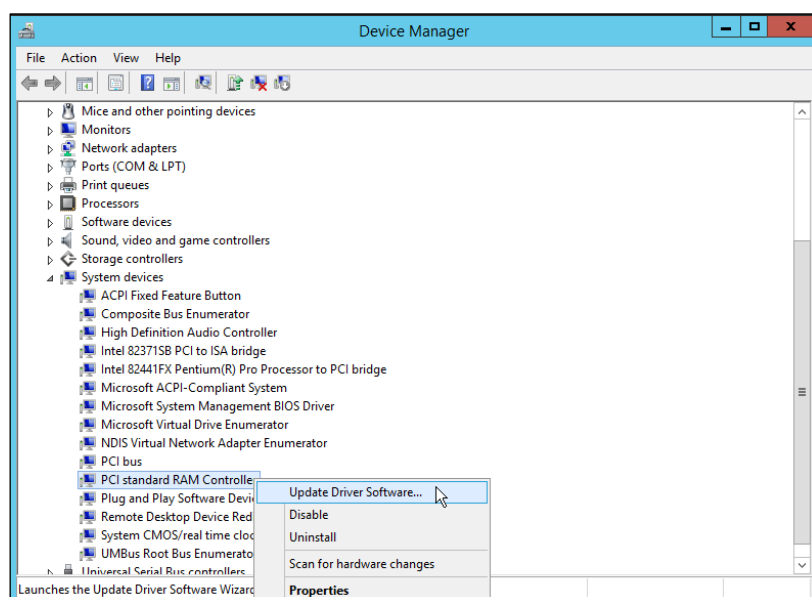 Device Manager
File Action View Help
Mice and other pointing devices
Monitors
Network adapters
Ports (COM & LPT)
Print queues
Processors
Software devices
Sound, video and game controllers
Storage controllers
System devices
ACPI Fixed Feature Button
Composite Bus Enumerator
High Definition Audio Controller
Intel 82371SB PCI to ISA bridge
Intel 82441FX Pentium(R) Pro Processor to PCI bridge
Microsoft ACPI-Compliant System
Microsoft System Management BIOS Driver
Microsoft Virtual Drive Enumerator
NDIS Virtual Network Adapter Enumerator
PCI bus
PCI standard RAM Controlle
Update Driver Software...
Plug and Play Software Devi
Disable
Remote Desktop Device Red
System CMOS/real time cloc
Uninstall
UMBus Root Bus Enumerato
Scan for hardware changes
Universal Serial Bus controllers
Launches the Update Driver Software Wizard
Properties